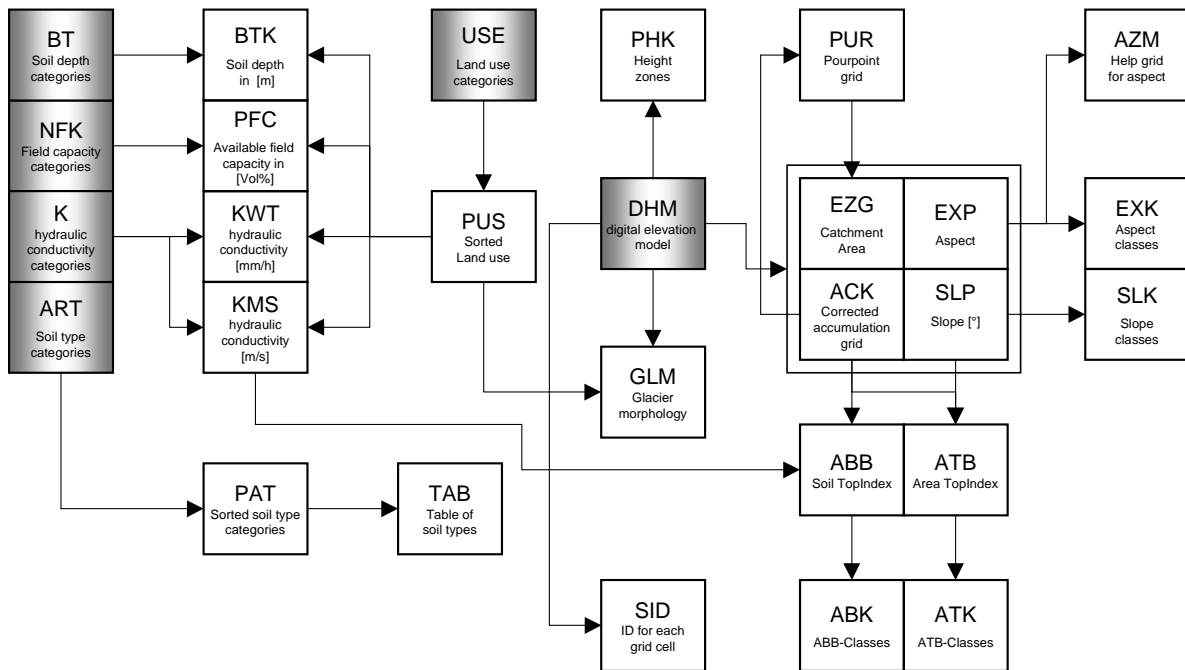 BT
Soil depth
categories
NFK
Field capacity
categories
K
hydraulic
conductivity
categories
ART
Soil type
categories
BTK
Soil depth
in [m]
PFC
Available field
capacity in
[Vol%]
KWT
hydraulic
conductivity
[mm/h]
KMS
hydraulic
conductivity
[m/s]
USE
Land use
categories
PUS
Sorted
Land use
PHK
Height
zones
DHM
digital elevation
model
GLM
Glacier
morphology
PUR
Pourpoint
grid
EZG
Catchment
Area
EXP
Aspect
ACK
Corrected
accumulation
grid
SLP
Slope [°]
AZM
Help grid
for aspect
EXK
Aspect
classes
SLK
Slope
classes
PAT
Sorted soil type
categories
TAB
Table of
soil types
ABB
Soil TopIndex
ATB
Area TopIndex
SID
ID for each
grid cell
ABK
ABB-Classes
ATK
ATB-Classes